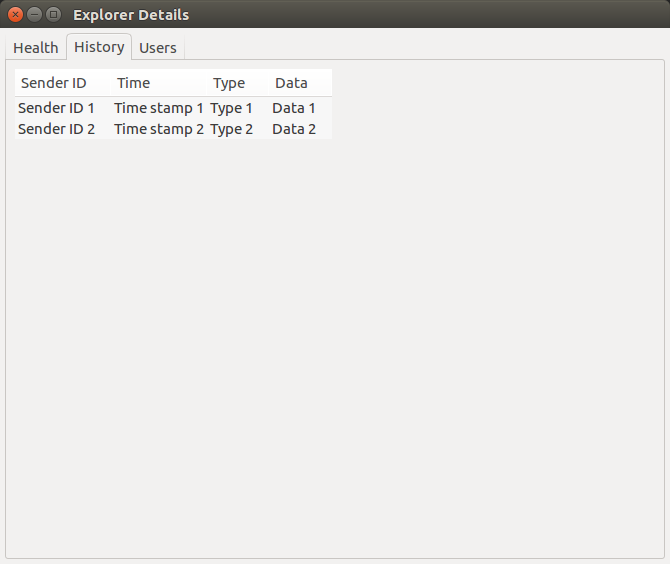 Explorer Details
Health History Users
Sender ID Time Type Data
Sender ID 1 Time stamp 1 Type 1 Data 1
Sender ID 2 Time stamp 2 Type 2 Data 2